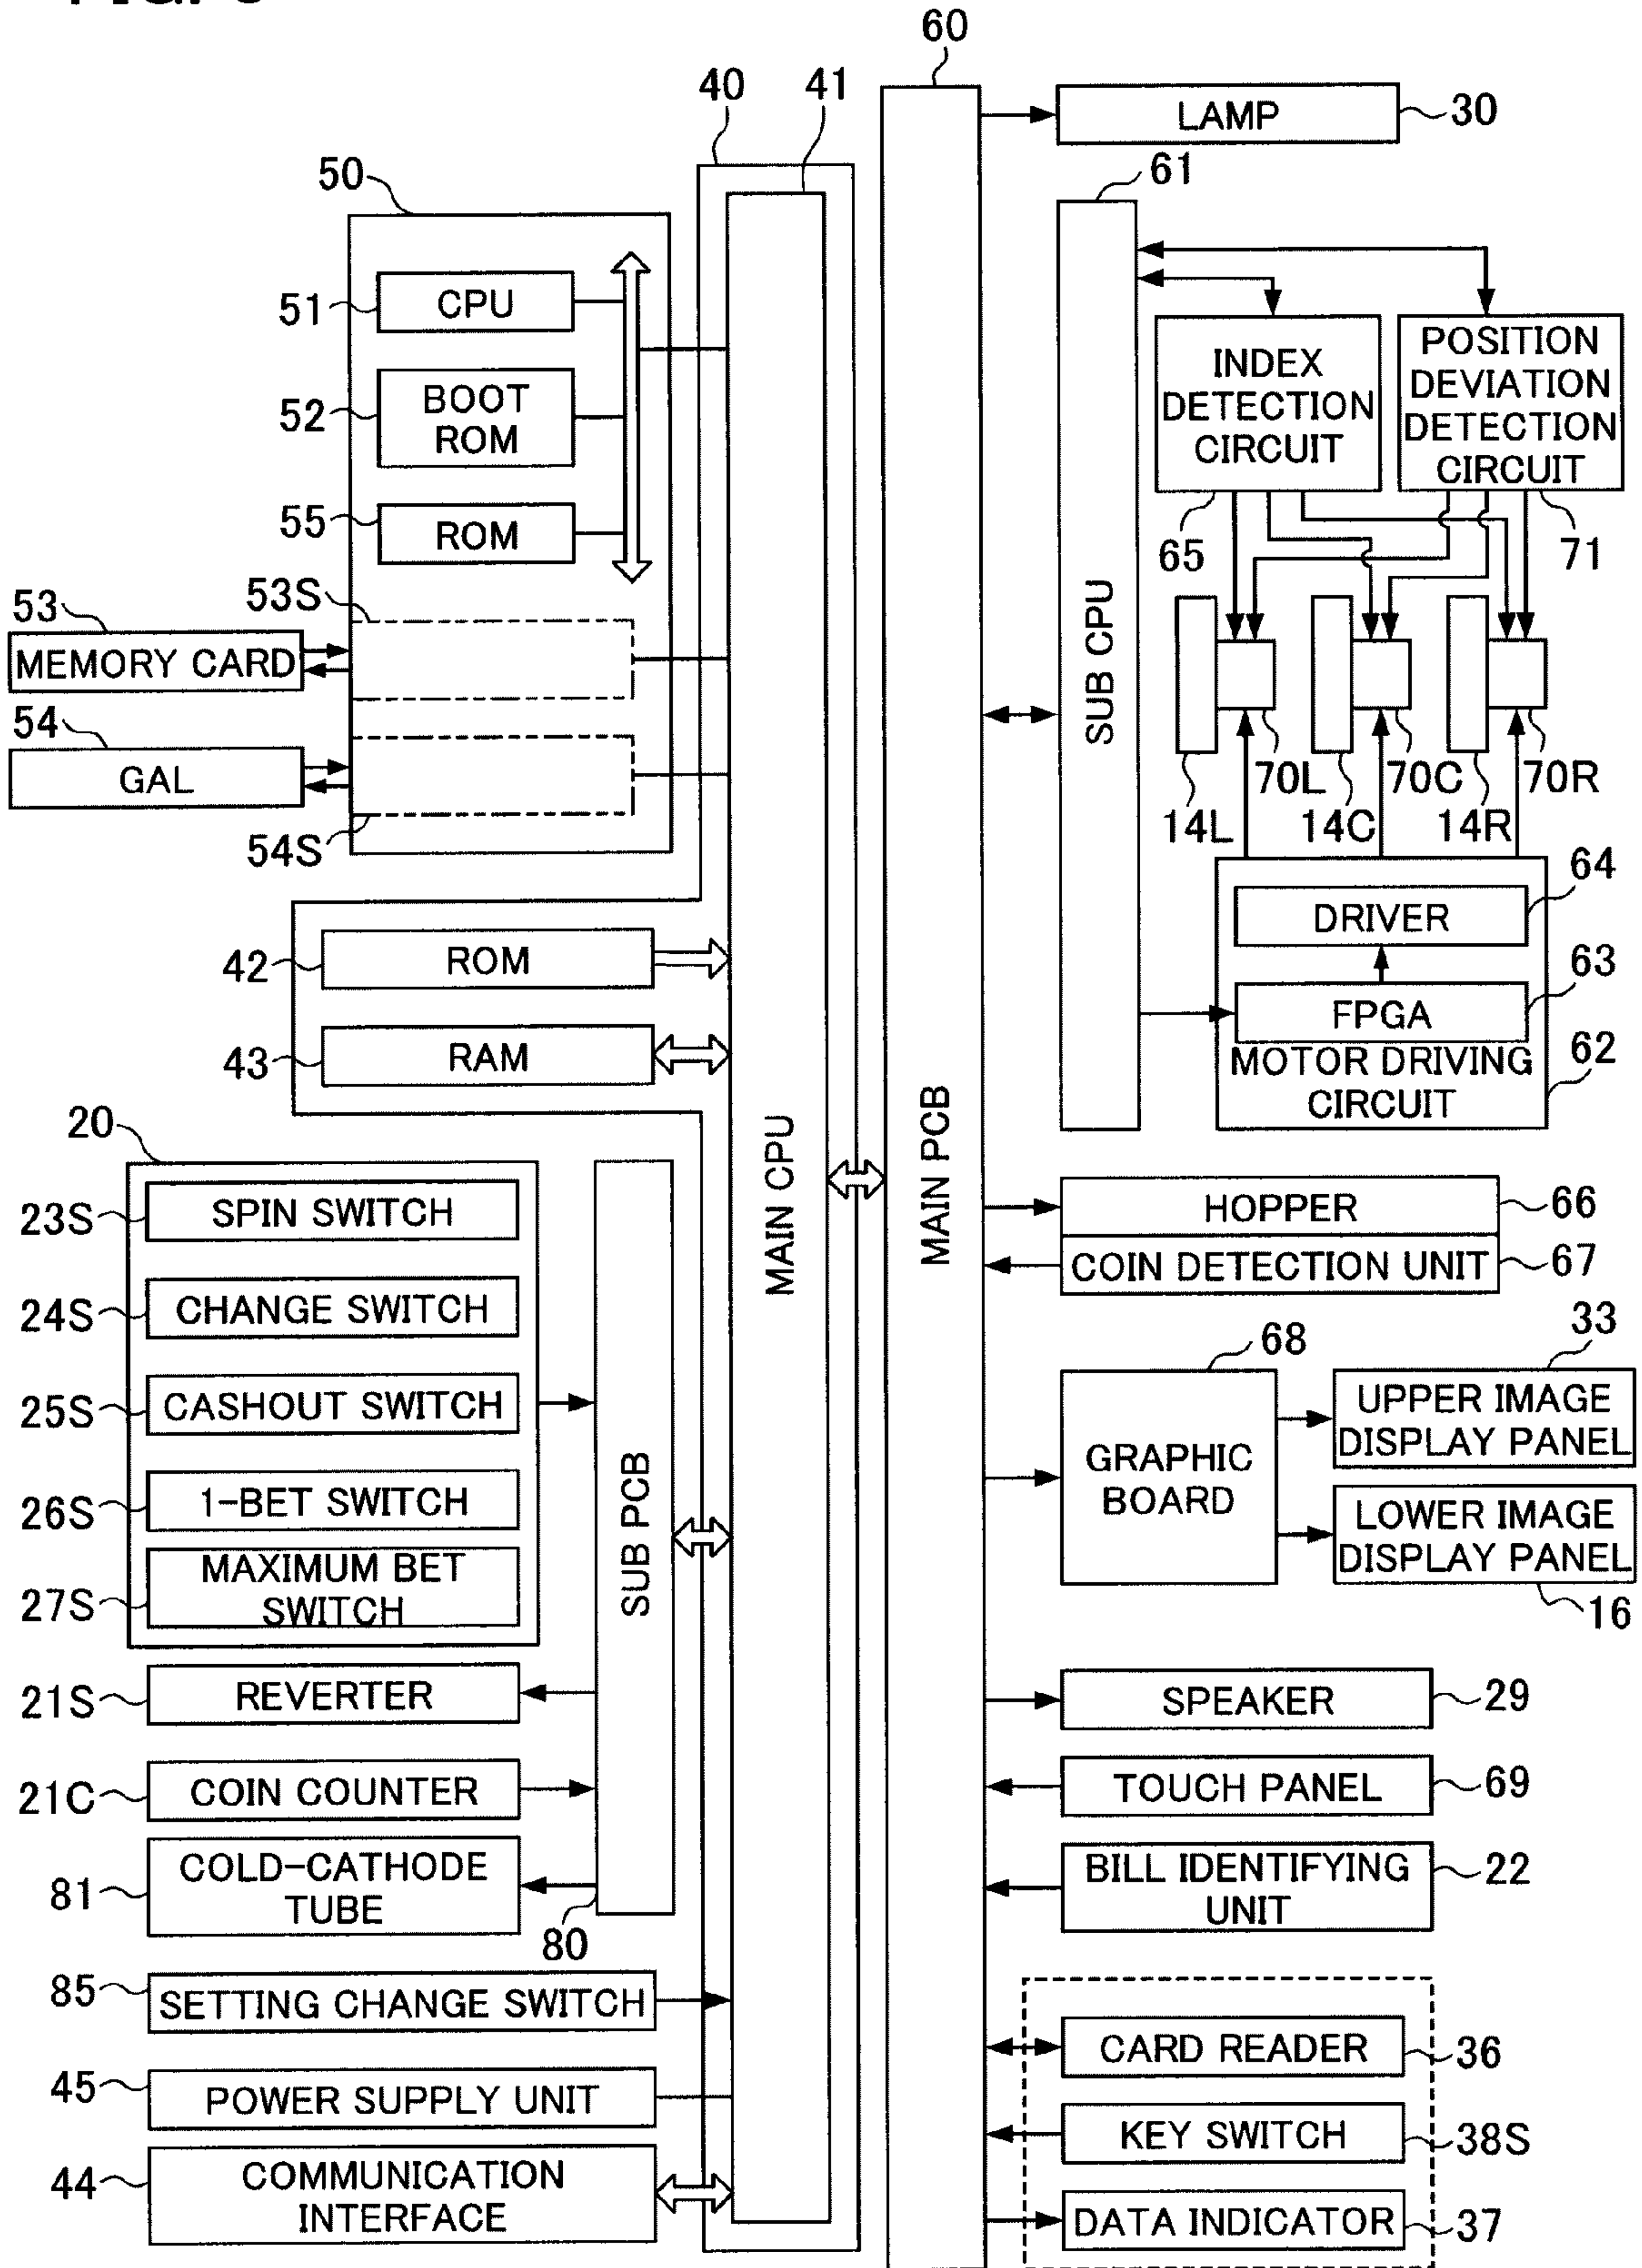 60
40
41
LAMP
30
50
61
51
CPU
52
BOOT
ROM
55
ROM
INDEX
DETECTION
CIRCUIT
POSITION
DEVIATION
DETECTION
CIRCUIT
65
71
53
53S
MEMORY CARD
54
GAL
54S
SUB CPU
70L
70C
70R
14L
14C
14R
64
DRIVER
63
FPGA
MOTOR DRIVING
CIRCUIT
62
42
ROM
43
RAM
MAIN CPU
MAIN PCB
20
23S
SPIN SWITCH
24S
CHANGE SWITCH
25S
CASHOUT SWITCH
26S
1-BET SWITCH
27S
MAXIMUM BET
SWITCH
SUB PCB
21S
REVERTER
21C
COIN COUNTER
81
COLD-CATHODE
TUBE
80
85
SETTING CHANGE SWITCH
45
POWER SUPPLY UNIT
44
COMMUNICATION
INTERFACE
HOPPER
66
COIN DETECTION UNIT
67
68
33
GRAPHIC
BOARD
UPPER IMAGE
DISPLAY PANEL
LOWER IMAGE
DISPLAY PANEL
16
SPEAKER
29
TOUCH PANEL
69
BILL IDENTIFYING
UNIT
22
CARD READER
36
KEY SWITCH
38S
DATA INDICATOR
37